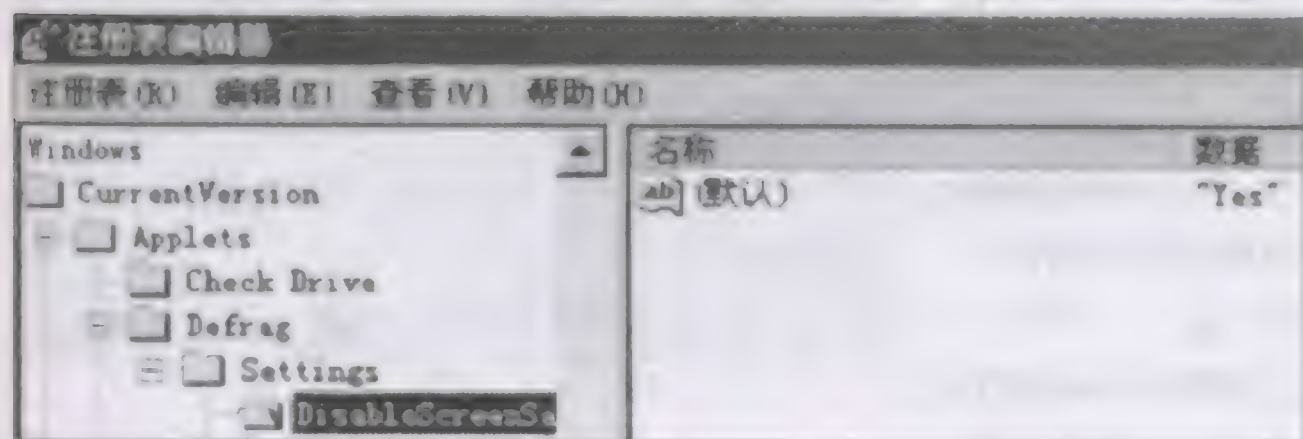 注册表编辑器
注册表(R) 编辑(E) 查看(V) 帮助(H)
Windows
CurrentVersion
Applets
Check Drive
Defrag
Settings
DisableScreenSa
名称 数据
ab (默认) "Yes"